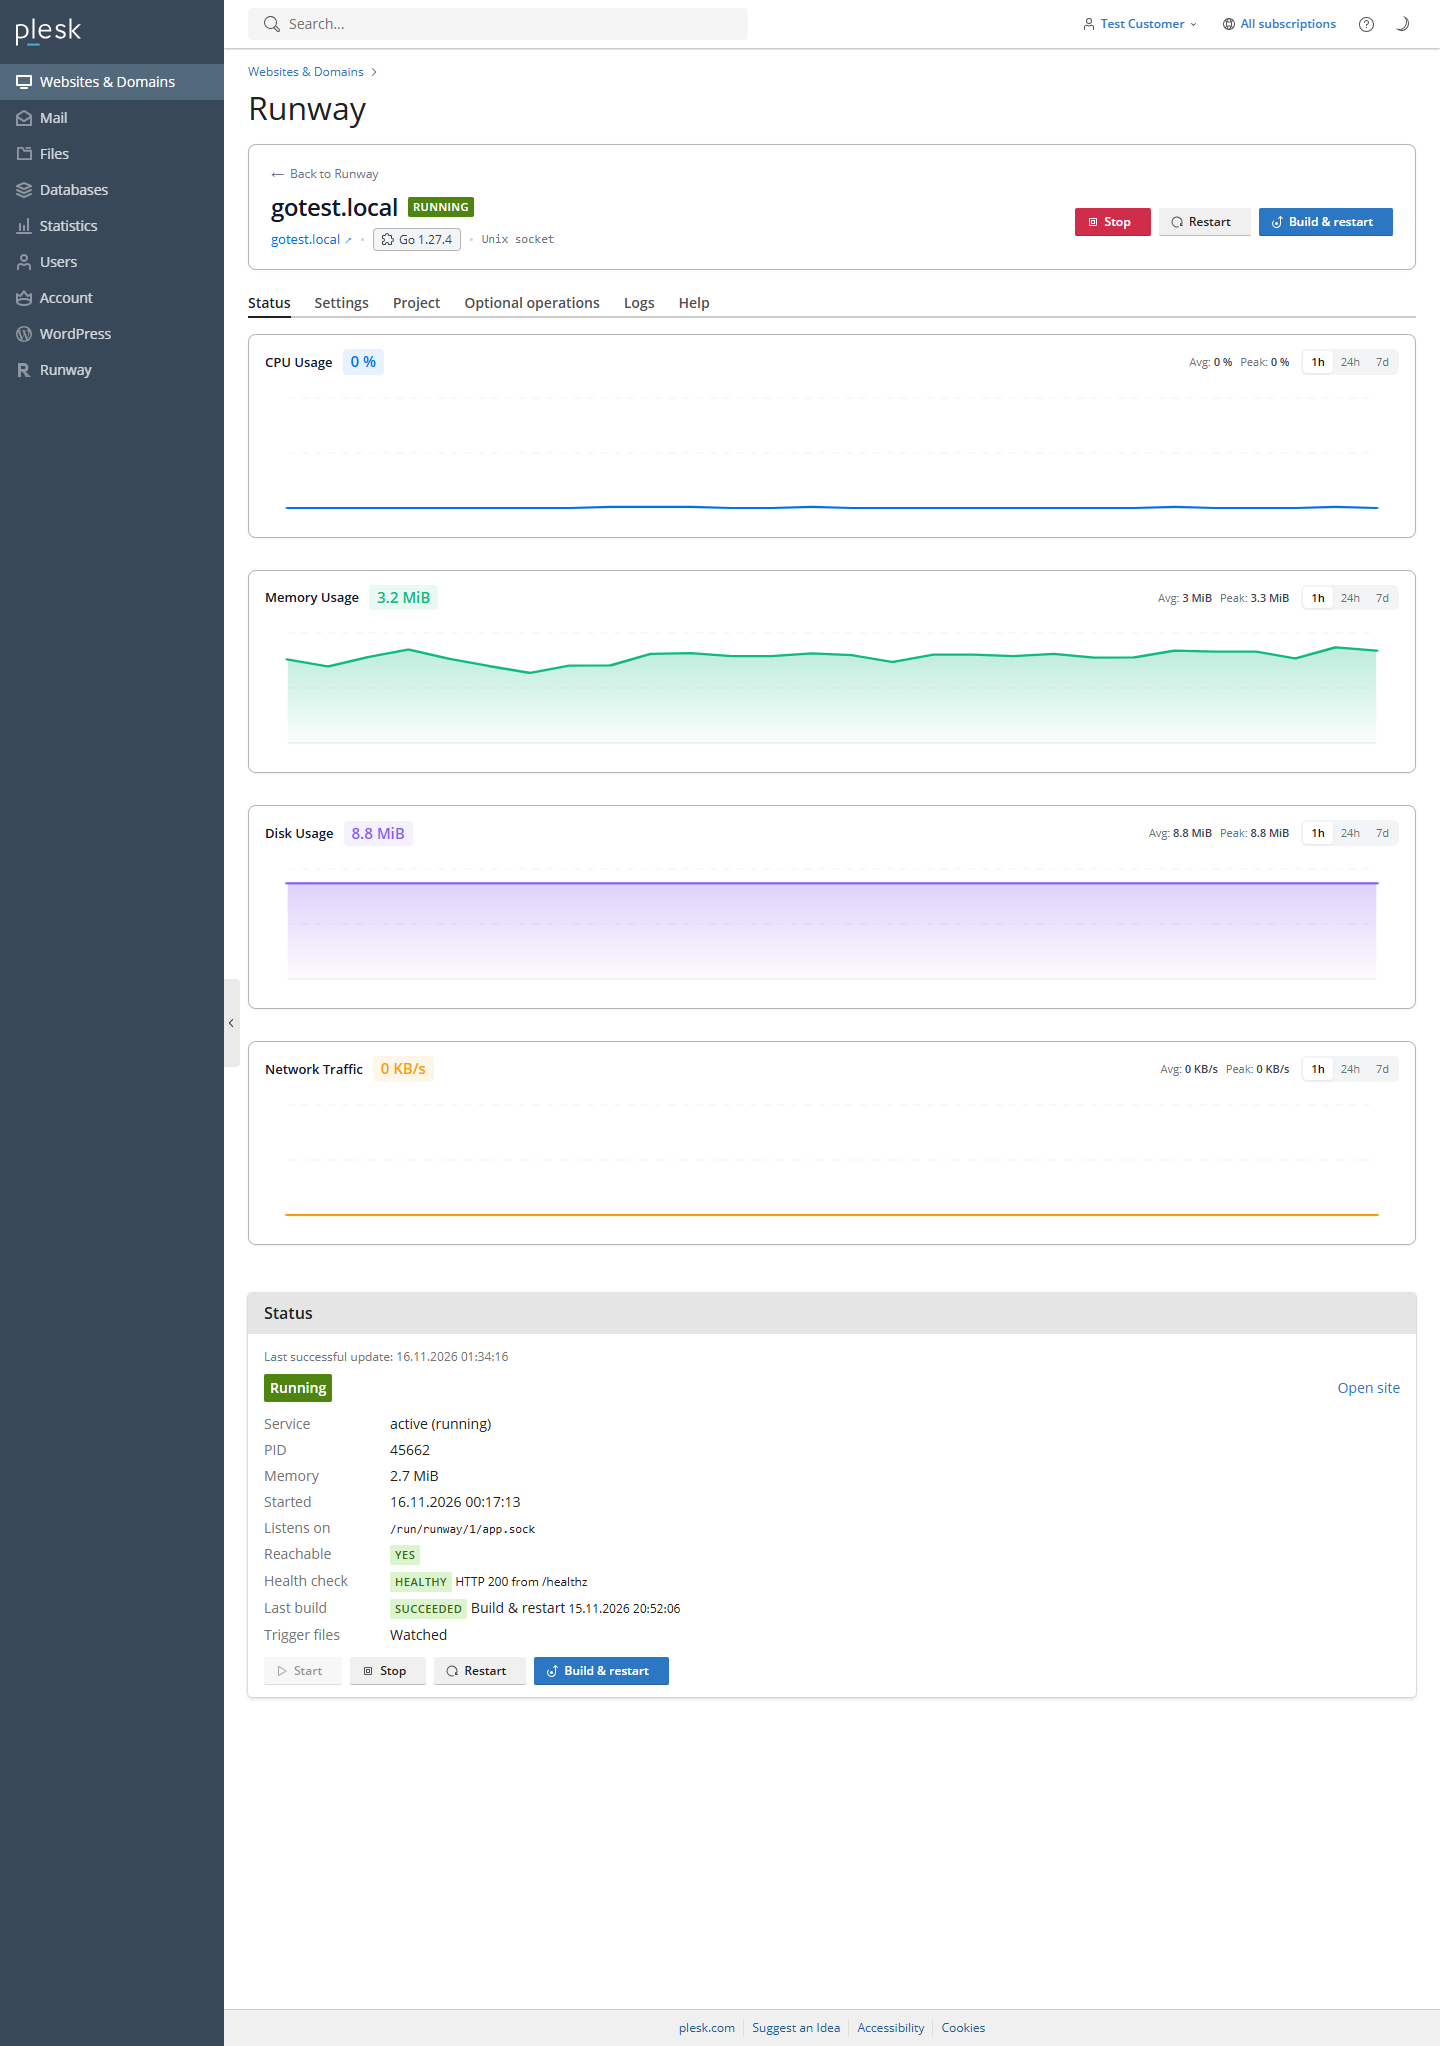 plesk
Search...
Test Customer
All subscriptions
Websites & Domains
Mail
Files
Databases
Statistics
Users
Account
WordPress
Runway
Websites & Domains
Runway
← Back to Runway
gotest.local RUNNING
gotest.local ↗ • Go 1.27.4 • Unix socket
Stop
Restart
Build & restart
Status Settings Project Optional operations Logs Help
CPU Usage 0 % Avg: 0 % Peak: 0 % 1h 24h 7d
Memory Usage 3.2 MiB Avg: 3 MiB Peak: 3.3 MiB 1h 24h 7d
Disk Usage 8.8 MiB Avg: 8.8 MiB Peak: 8.8 MiB 1h 24h 7d
Network Traffic 0 KB/s Avg: 0 KB/s Peak: 0 KB/s 1h 24h 7d
Status
Last successful update: 16.11.2026 01:34:16
Running Open site
Service active (running)
PID 45662
Memory 2.7 MiB
Started 16.11.2026 00:17:13
Listens on /run/runway/1/app.sock
Reachable YES
Health check HEALTHY HTTP 200 from /healthz
Last build SUCCEEDED Build & restart 15.11.2026 20:52:06
Trigger files Watched
Start Stop Restart Build & restart
plesk.com Suggest an Idea Accessibility Cookies